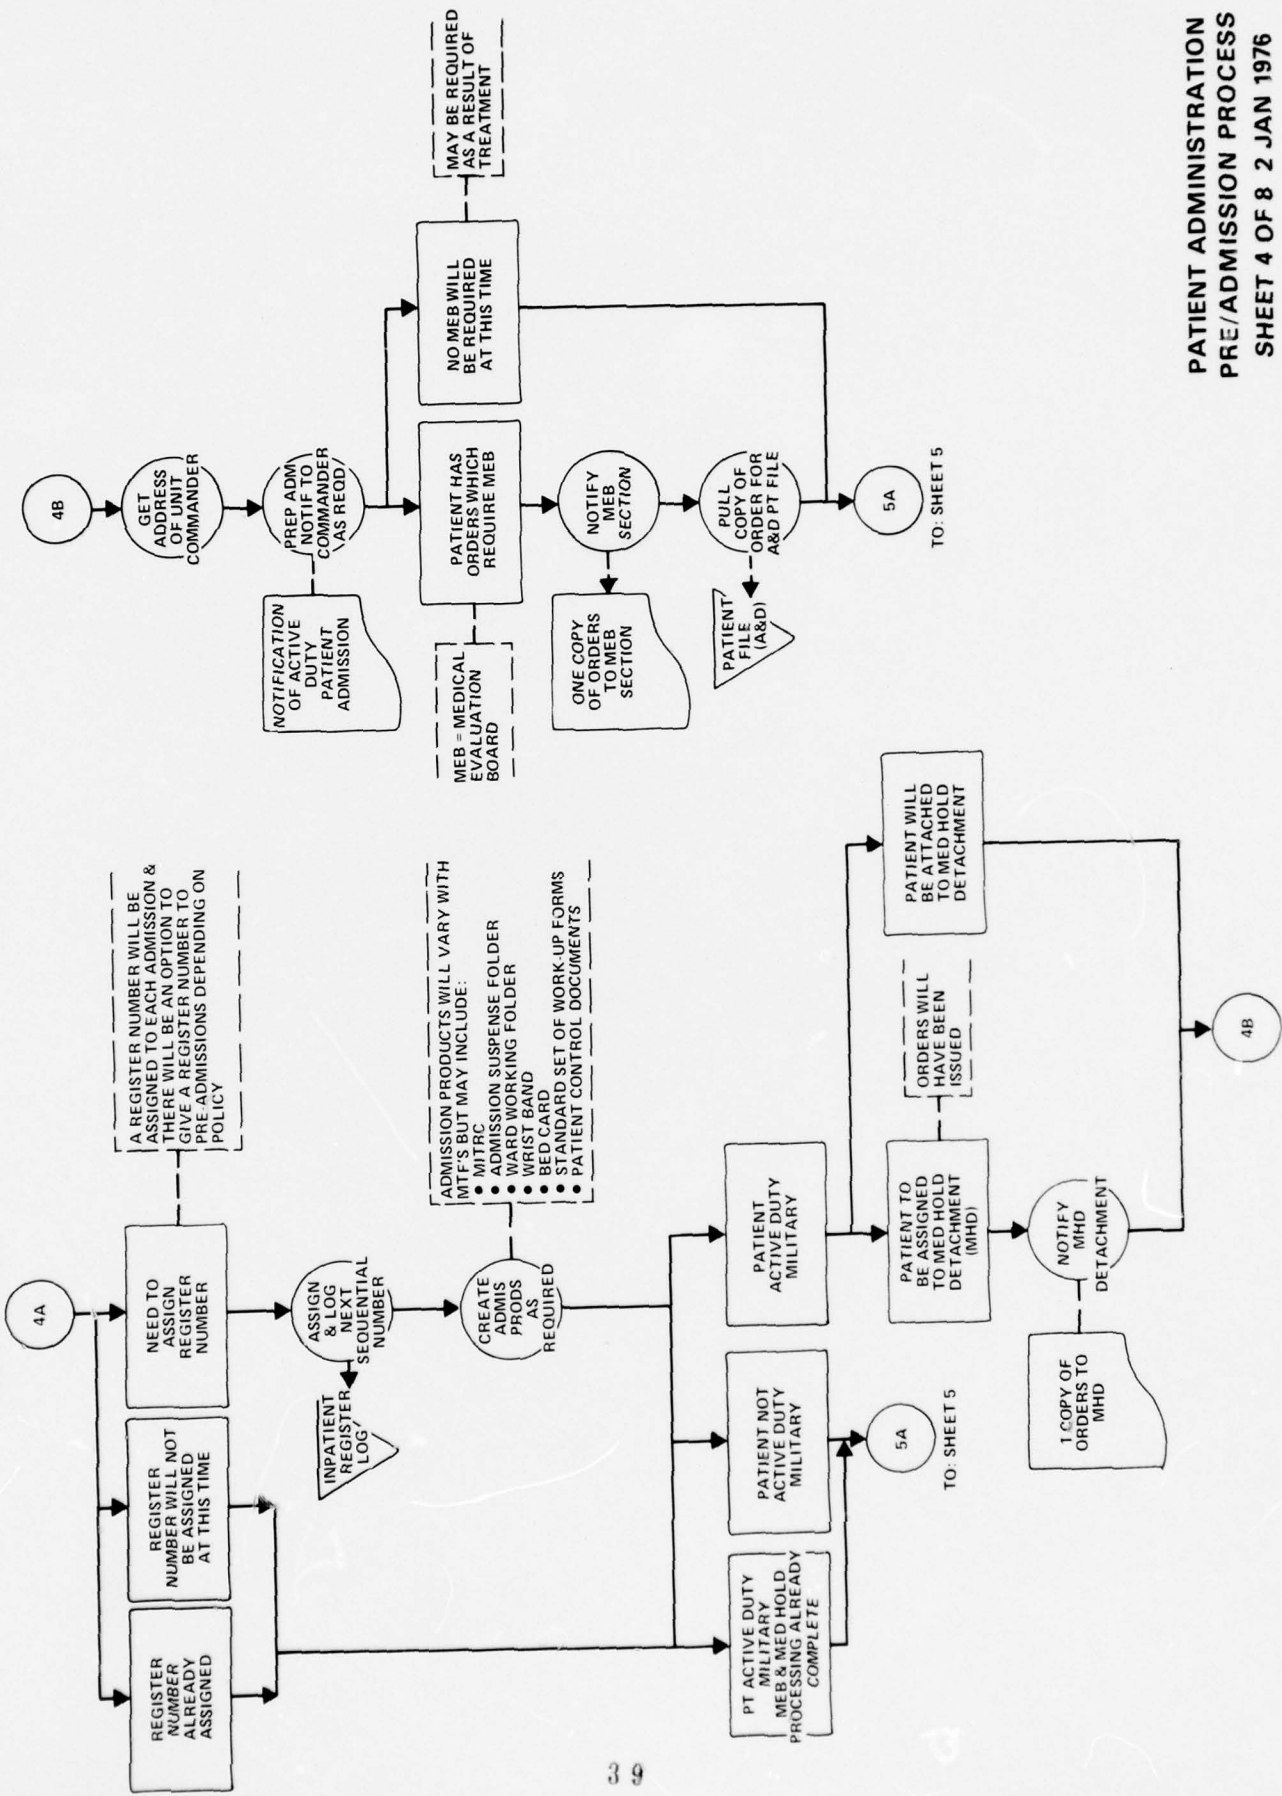 4A
REGISTER
NUMBER
ALREADY
ASSIGNED
REGISTER
NUMBER WILL NOT
BE ASSIGNED
AT THIS TIME
NEED TO
ASSIGN
REGISTER
NUMBER
A REGISTER NUMBER WILL BE
ASSIGNED TO EACH ADMISSION &
THERE WILL BE AN OPTION TO
GIVE A REGISTER NUMBER TO
PRE-ADMISSIONS DEPENDING ON
POLICY
ASSIGN
& LOG
NEXT
SEQUENTIAL
NUMBER
INPATIENT
REGISTER
LOG
CREATE
ADMIS
PRODS
AS
REQUIRED
ADMISSION PRODUCTS WILL VARY WITH
MTF'S BUT MAY INCLUDE:
• MITRC
• ADMISSION SUSPENSE FOLDER
• WARD WORKING FOLDER
• WRIST BAND
• BED CARD
• STANDARD SET OF WORK-UP FORMS
• PATIENT CONTROL DOCUMENTS
PT ACTIVE DUTY
MILITARY
MEB & MED HOLD
PROCESSING ALREADY
COMPLETE
PATIENT NOT
ACTIVE DUTY
MILITARY
PATIENT
ACTIVE DUTY
MILITARY
5A
TO: SHEET 5
PATIENT TO
BE ASSIGNED
TO MED HOLD
DETACHMENT
(MHD)
ORDERS WILL
HAVE BEEN
ISSUED
PATIENT WILL
BE ATTACHED
TO MED HOLD
DETACHMENT
NOTIFY
MHD
DETACHMENT
1 COPY OF
ORDERS TO
MHD
4B
4B
GET
ADDRESS
OF UNIT
COMMANDER
PREP ADM
NOTIF TO
COMMANDER
AS REQD
NOTIFICATION
OF ACTIVE
DUTY
PATIENT
ADMISSION
PATIENT HAS
ORDERS WHICH
REQUIRE MEB
MEB = MEDICAL
EVALUATION
BOARD
NO MEB WILL
BE REQUIRED
AT THIS TIME
MAY BE REQUIRED
AS A RESULT OF
TREATMENT
NOTIFY
MEB
SECTION
ONE COPY
OF ORDERS
TO MEB
SECTION
PULL
COPY OF
ORDER FOR
A&D PT FILE
PATIENT
FILE
(A&D)
5A
TO: SHEET 5
PATIENT ADMINISTRATION
PRE/ADMISSION PROCESS
SHEET 4 OF 8 2 JAN 1976
39